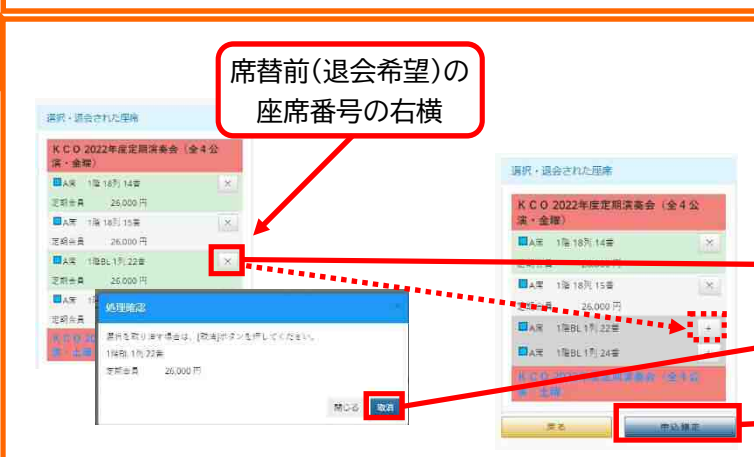 席替前(退会希望)の
座席番号の右横
選択・退会された座席
KCO 2022年度定期演奏会（全4公
演・金曜）
A席 1階 18列 14番 ×
定期会員 26,000 円
A席 1階 18列 15番 ×
定期会員 26,000 円
A席 1階BL 1列 22番 ×
定期会員 26,000 円
A席
定期会員
処理確認
選択を取り消す場合は、[取消]ボタンを押してください。
1階BL 1列 22番
定期会員 26,000 円
閉じる 取消
選択・退会された座席
KCO 2022年度定期演奏会（全4公
演・金曜）
A席 1階 18列 14番 ×
A席 1階 18列 15番 ×
定期会員 26,000 円
A席 1階BL 1列 22番 +
A席 1階BL 1列 24番
KCO 2022年度定期演奏会（全4公
演・土曜）
戻る 申込確定